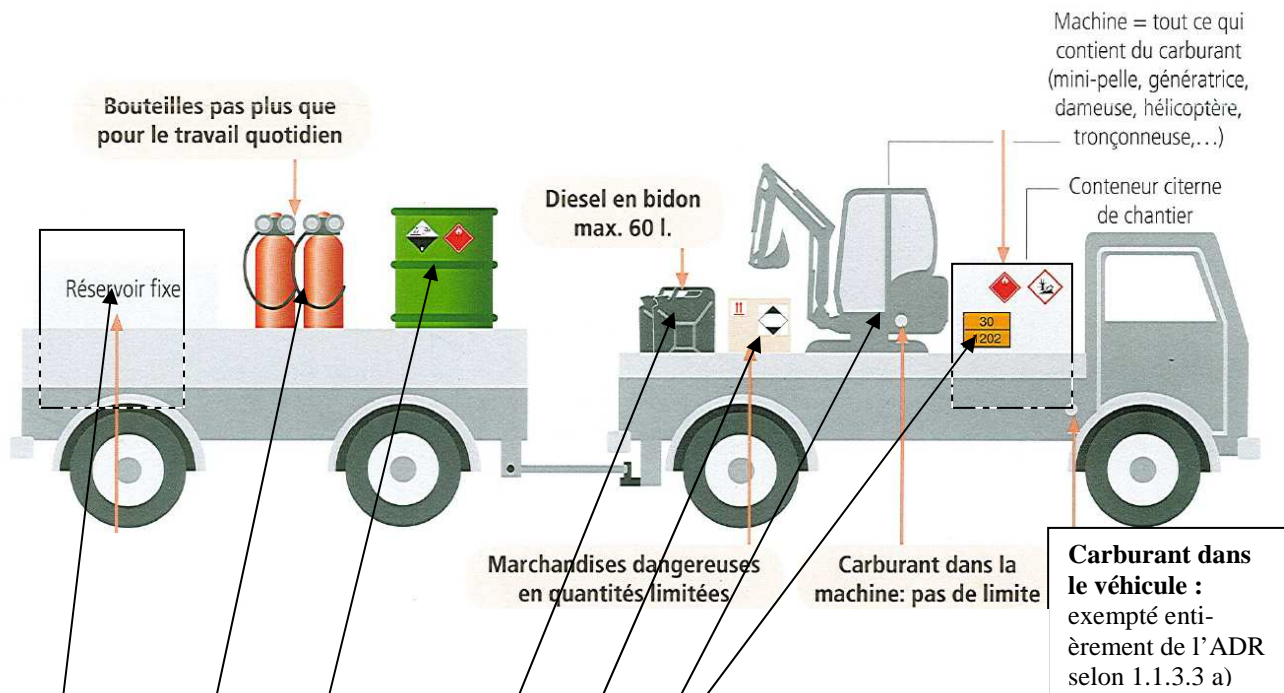 Machine = tout ce qui
contient du carburant
(mini-pelle, génératrice,
dameuse, hélicoptère,
tronçonneuse,…)
Bouteilles pas plus que
pour le travail quotidien
Conteneur citerne
de chantier
Diesel en bidon
max. 60 l.
Réservoir fixe
30
1202
Marchandises dangereuses
en quantités limitées
Carburant dans la
machine: pas de limite
Carburant dans
le véhicule :
exempté enti-
èrement de l'ADR
selon 1.1.3.3 a)